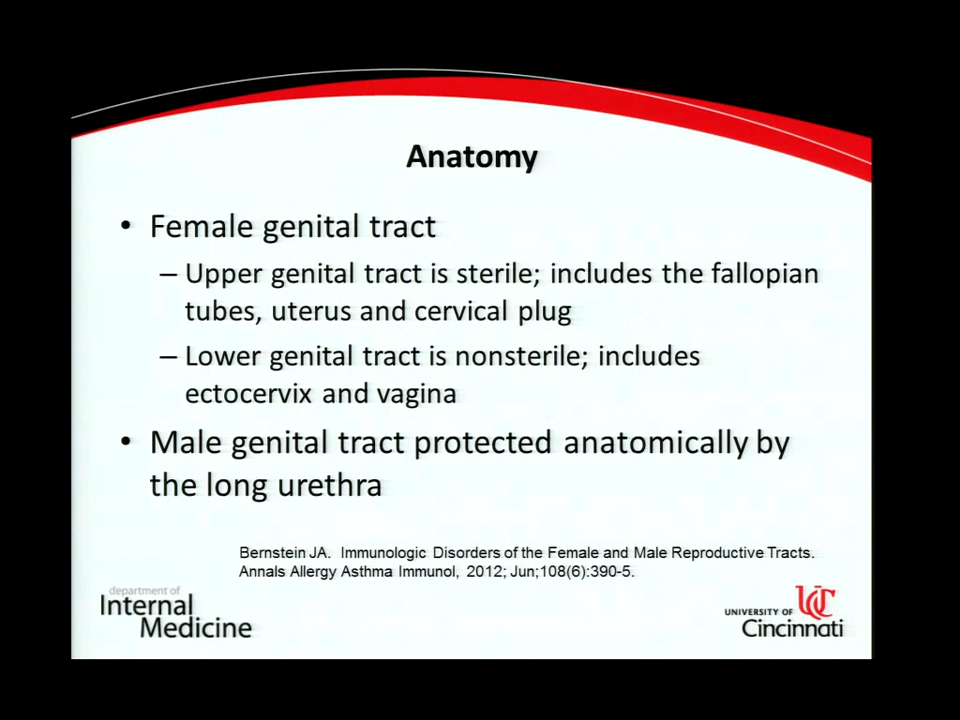 Anatomy
• Female genital tract
– Upper genital tract is sterile; includes the fallopian
tubes, uterus and cervical plug
– Lower genital tract is nonsterile; includes
ectocervix and vagina
• Male genital tract protected anatomically by
the long urethra
Bernstein JA.  Immunologic Disorders of the Female and Male Reproductive Tracts.
Annals Allergy Asthma Immunol, 2012; Jun;108(6):390-5.
department of
Internal
Medicine
UC
UNIVERSITY OF
Cincinnati